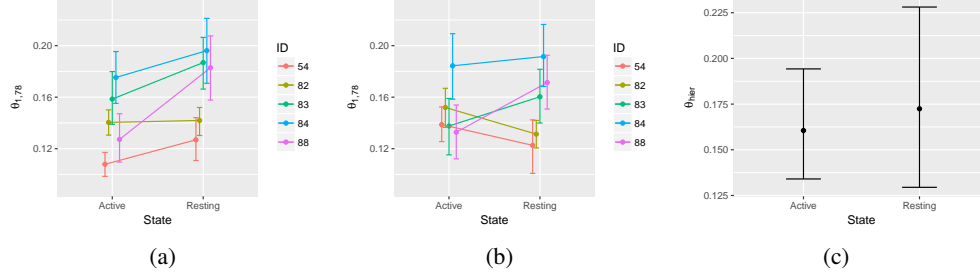 θ1,78
0.20
0.16
0.12
Active
Resting
State
ID
54
82
83
84
88
(a)
θ1,78
0.20
0.16
0.12
Active
Resting
State
ID
54
82
83
84
88
(b)
θhier
0.225
0.200
0.175
0.150
0.125
Active
Resting
State
(c)